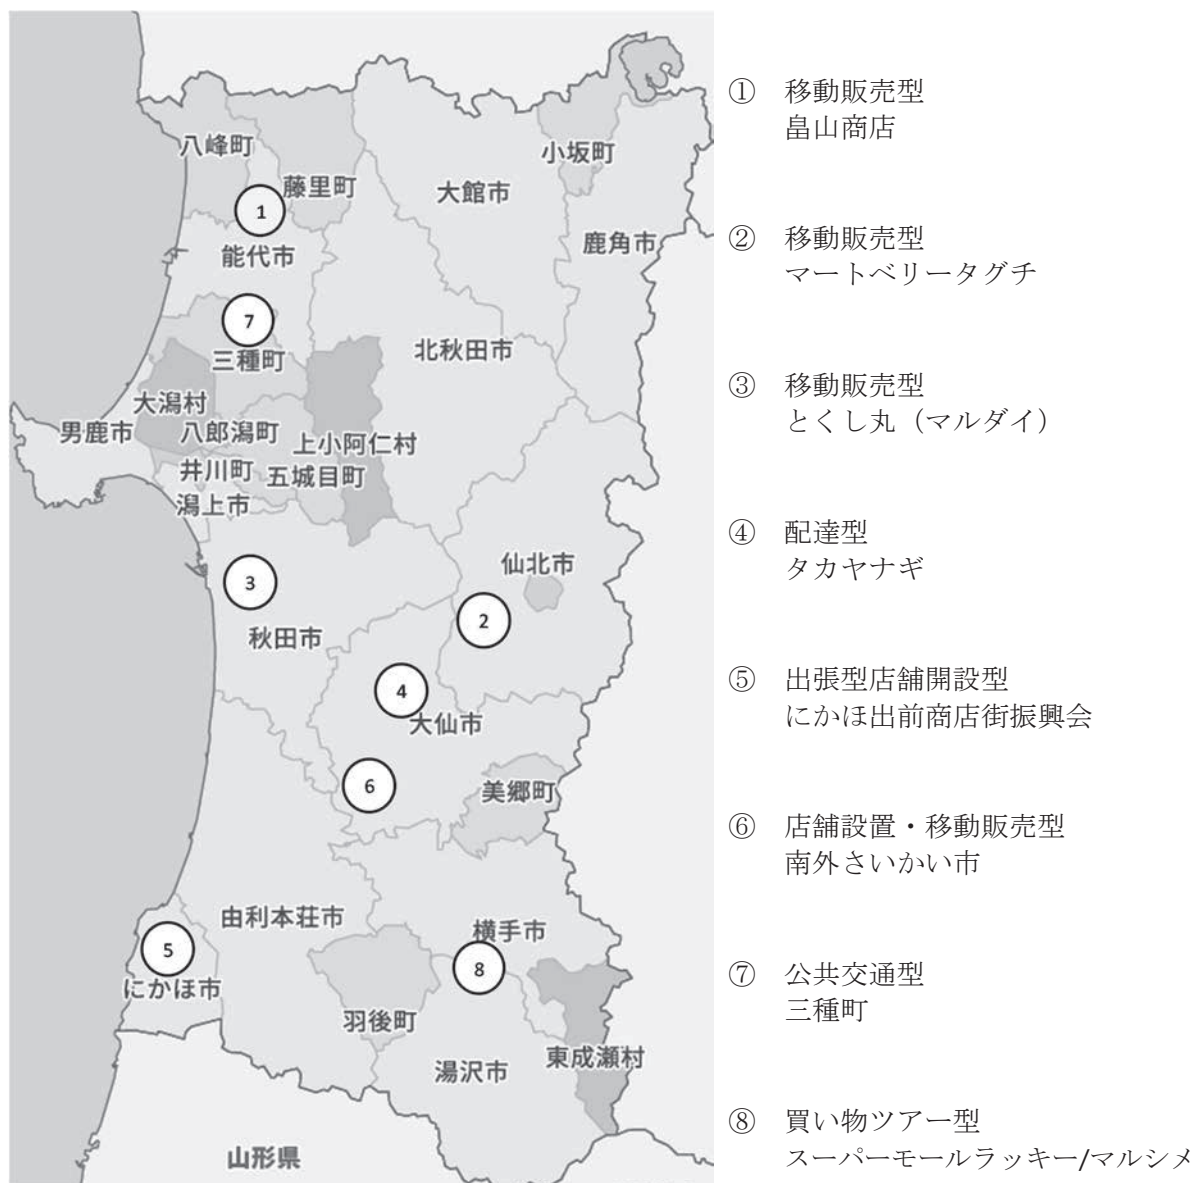 八峰町
藤里町
小坂町
大館市
鹿角市
①
能代市
⑦
三種町
北秋田市
大潟村
男鹿市
八郎潟町
上小阿仁村
井川町
五城目町
潟上市
仙北市
③
②
秋田市
④
大仙市
⑥
美郷町
由利本荘市
横手市
⑤
⑧
にかほ市
羽後町
東成瀬村
湯沢市
山形県
① 移動販売型
畠山商店
② 移動販売型
マートベリータグチ
③ 移動販売型
とくし丸（マルダイ）
④ 配達型
タカヤナギ
⑤ 出張型店舗開設型
にかほ出前商店街振興会
⑥ 店舗設置・移動販売型
南外さいかい市
⑦ 公共交通型
三種町
⑧ 買い物ツアー型
スーパーモールラッキー/マルシメ